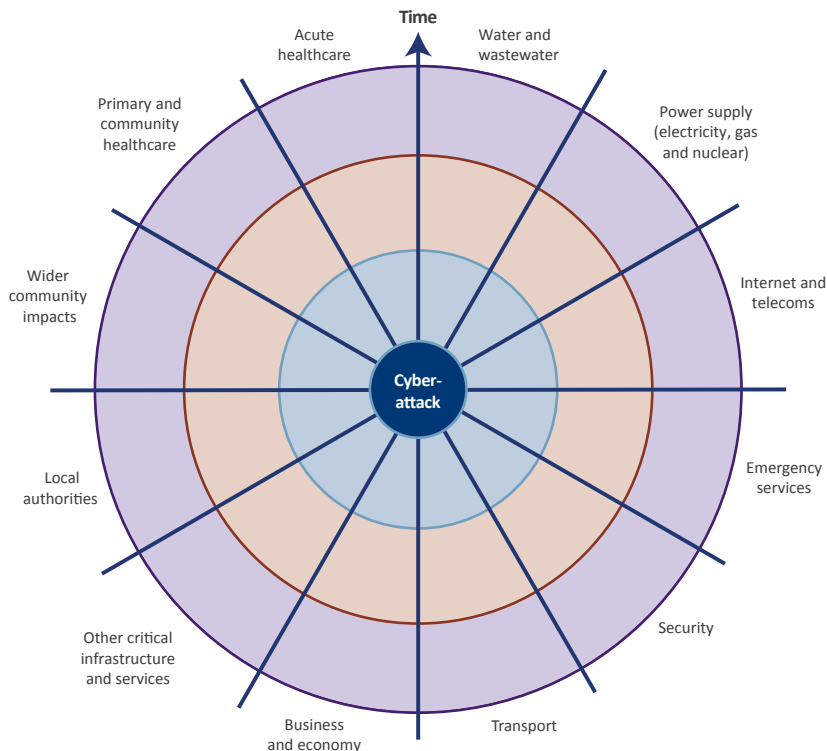 Time
Water and
wastewater
Power supply
(electricity, gas
and nuclear)
Internet and
telecoms
Emergency
services
Security
Transport
Business
and economy
Other critical
infrastructure
and services
Local
authorities
Wider
community
impacts
Primary and
community
healthcare
Acute
healthcare
Cyber-
attack